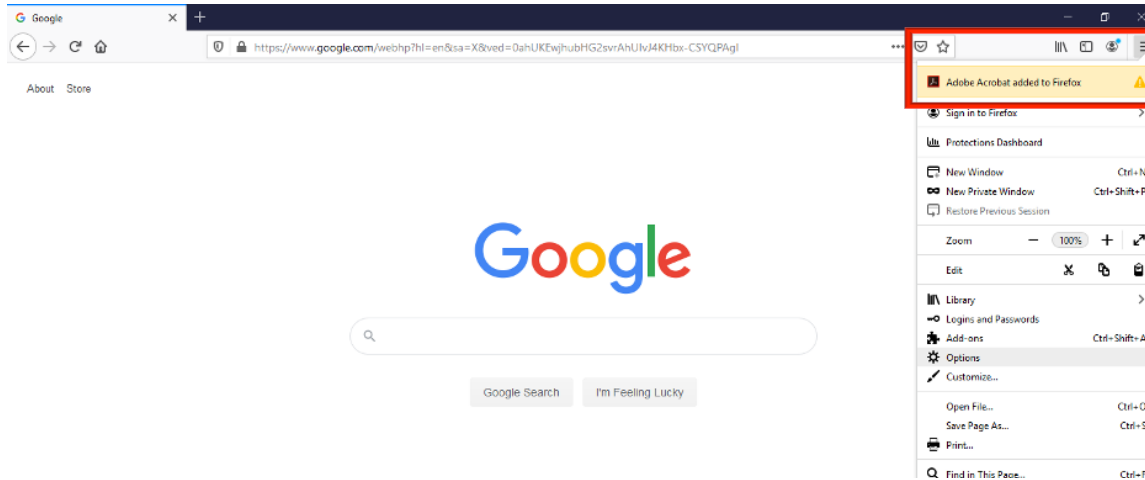 Google
https://www.google.com/webhp?hl=en&sa=X&ved=0ahUKEwjhubHG2svrAhUIvJ4KHbx-CSYQPAgI
About Store
Google
Google Search I'm Feeling Lucky
Adobe Acrobat added to Firefox
Sign in to Firefox
Protections Dashboard
New Window Ctrl+N
New Private Window Ctrl+Shift+P
Restore Previous Session
Zoom 100%
Edit
Library
Logins and Passwords
Add-ons Ctrl+Shift+A
Options
Customize...
Open File... Ctrl+O
Save Page As... Ctrl+S
Print...
Find in This Page... Ctrl+F